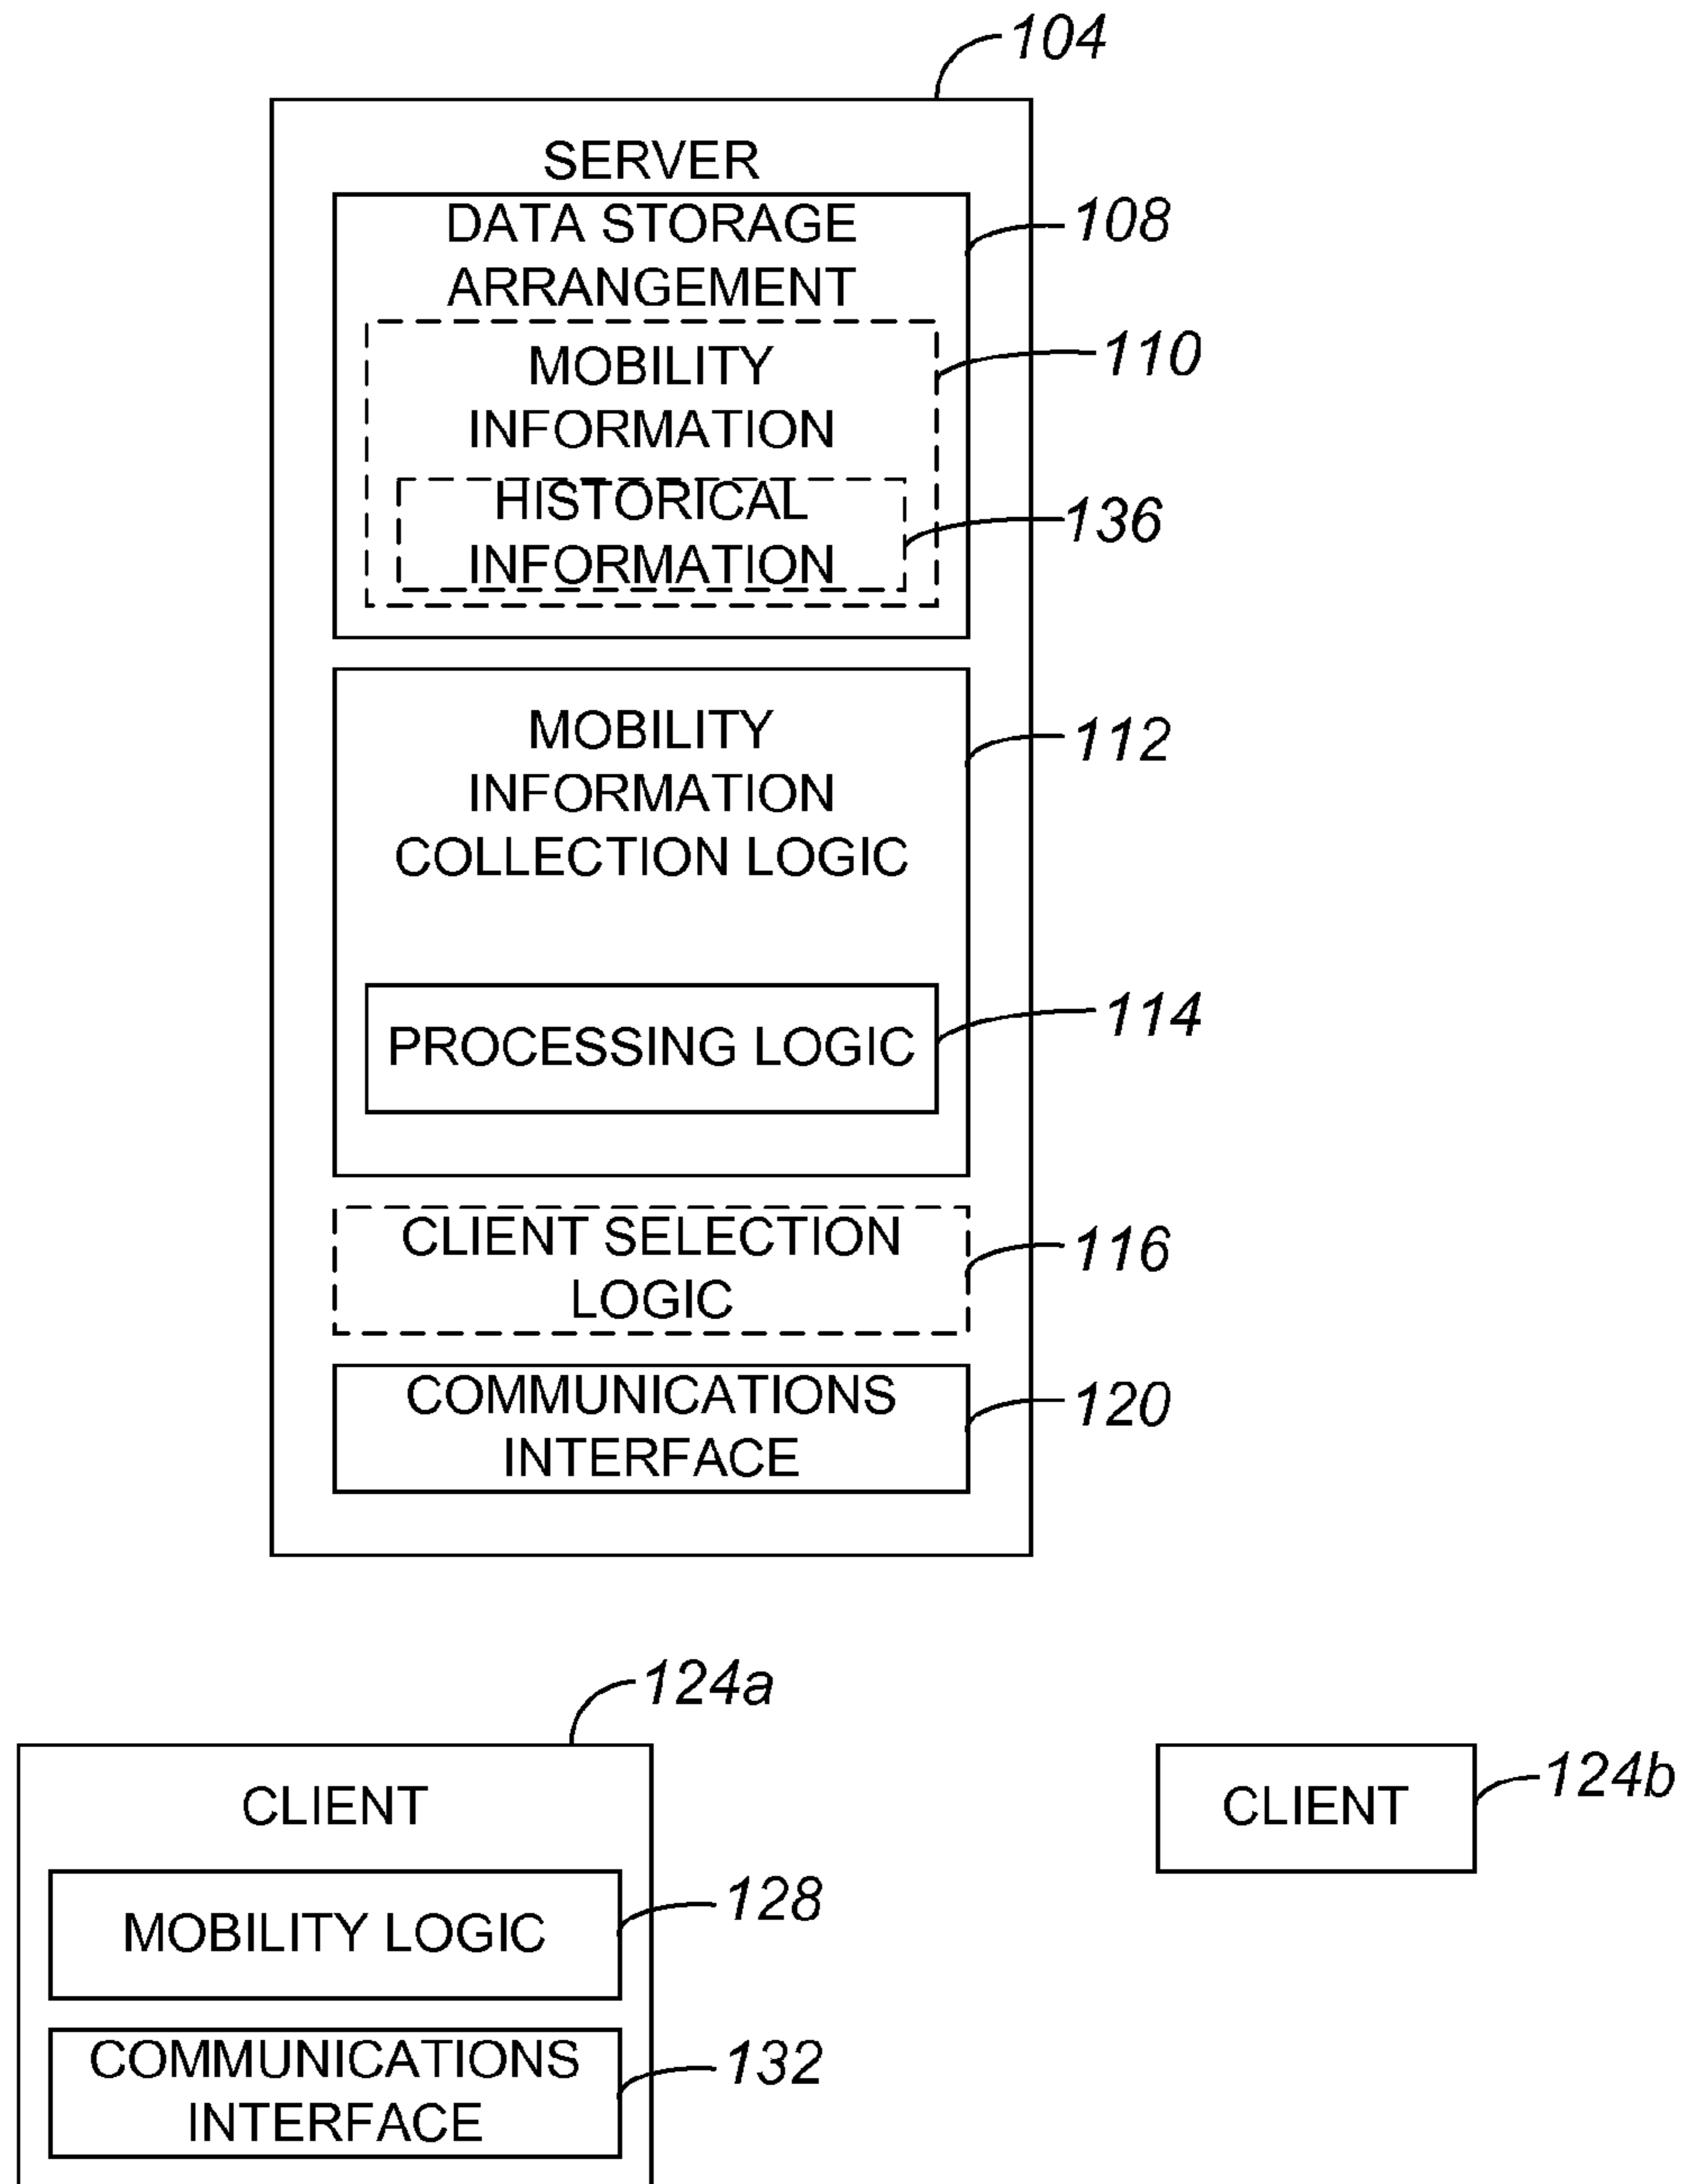 104
SERVER
DATA STORAGE
108
ARRANGEMENT
MOBILITY
110
INFORMATION
HISTORICAL
136
INFORMATION
MOBILITY
112
INFORMATION
COLLECTION LOGIC
114
PROCESSING LOGIC
CLIENT SELECTION
116
LOGIC
COMMUNICATIONS
120
INTERFACE
124a
CLIENT
124b
CLIENT
128
MOBILITY LOGIC
COMMUNICATIONS
132
INTERFACE